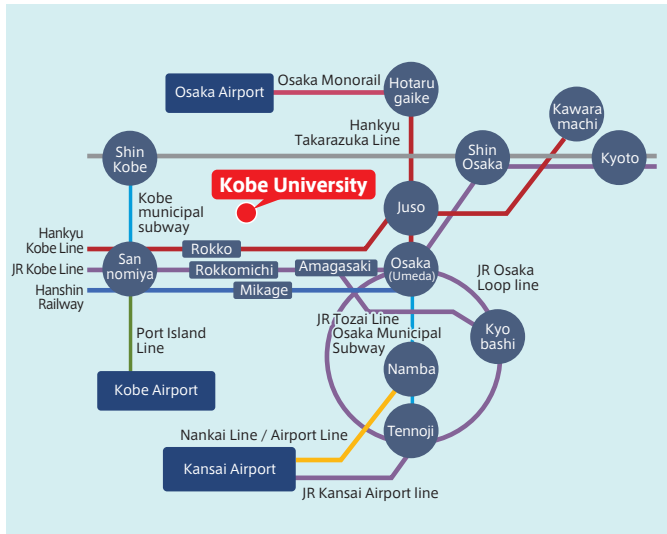 Osaka Airport
Osaka Monorail
Hotaru
gaike
Kawara
machi
Hankyu
Takarazuka Line
Shin
Kobe
Shin
Osaka
Kyoto
Kobe University
Kobe
municipal
subway
Juso
Hankyu
Kobe Line
Rokko
San
nomiya
JR Kobe Line
Rokkomichi
Amagasaki
Osaka
(Umeda)
JR Osaka
Loop line
Hanshin
Railway
Mikage
JR Tozai Line
Osaka Municipal
Subway
Kyo
bashi
Port Island
Line
Namba
Kobe Airport
Tennoji
Nankai Line / Airport Line
Kansai Airport
JR Kansai Airport line